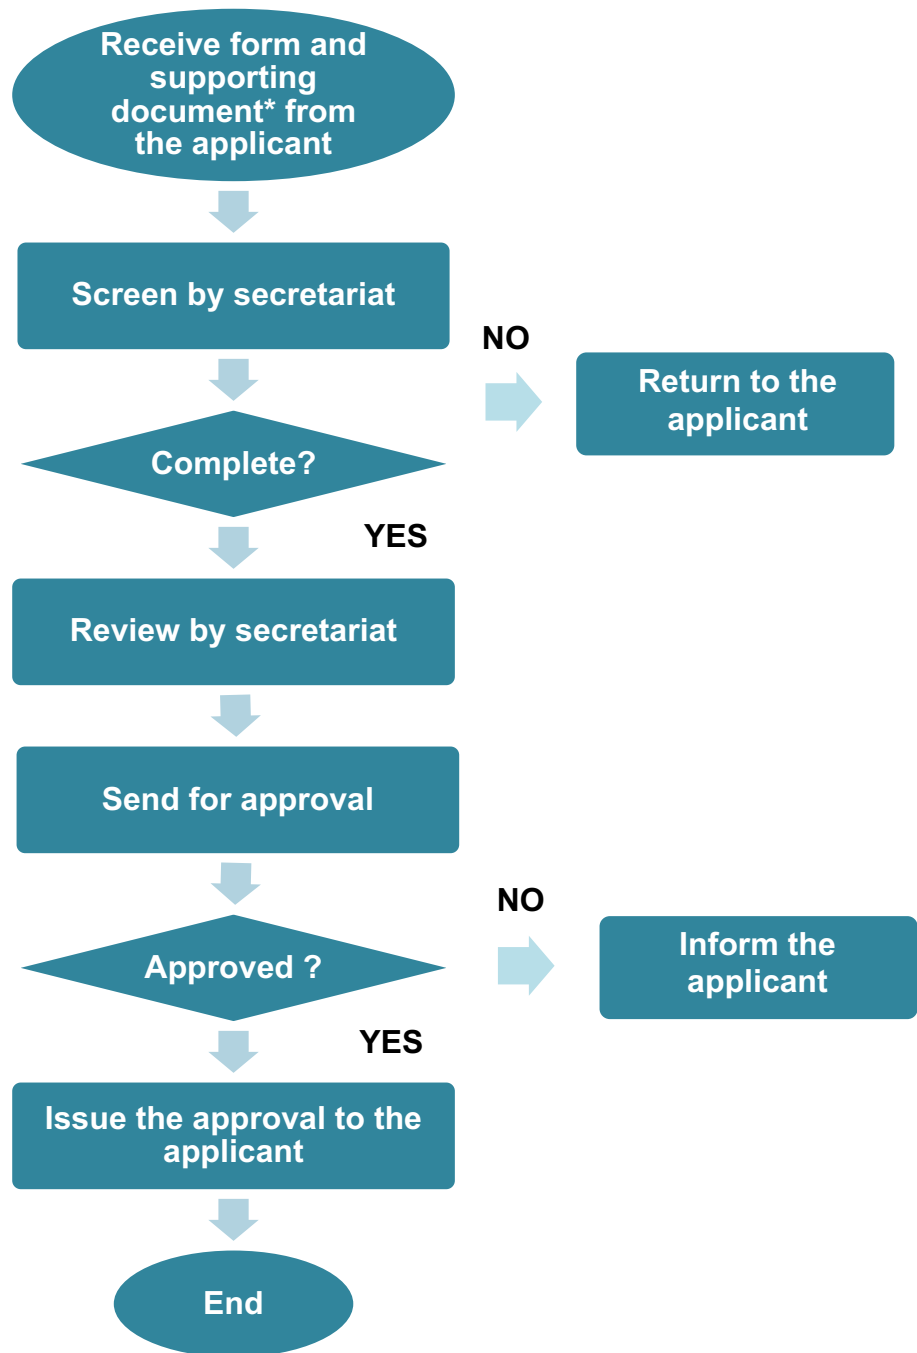 Receive form and
supporting
document* from
the applicant
Screen by secretariat
NO
Return to the
applicant
Complete?
YES
Review by secretariat
Send for approval
NO
Inform the
applicant
Approved ?
YES
Issue the approval to the
applicant
End